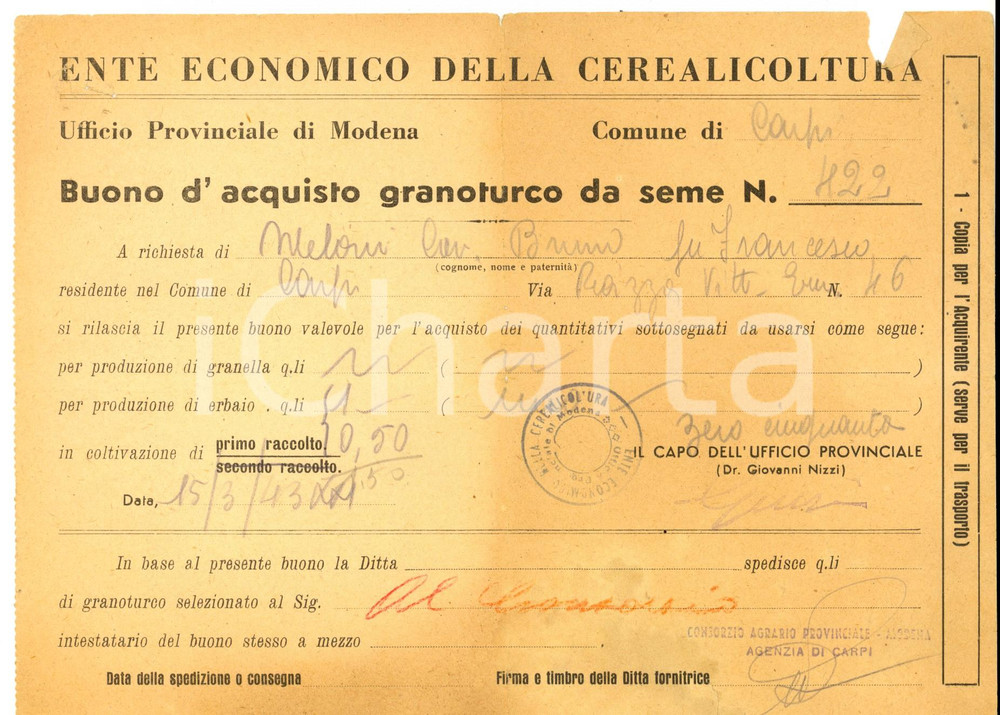 ENTE ECONOMICO DELLA CEREALICOLTURA
Ufficio Provinciale di Modena Comune di Carpi
Buono d'acquisto granoturco da seme N. 422
A richiesta di Meloni Cav. Bruno fu Francesco
(cognome, nome e paternità)
residente nel Comune di Carpi Via Piazza Vitt. Em. N. 46
si rilascia il presente buono valevole per l'acquisto dei quantitativi sottosegnati da usarsi come segue:
per produzione di granella q.li ( )
per produzione di erbaio . q.li ( )
zero cinquanta
in coltivazione di primo raccolto 0,50
secondo raccolto.
IL CAPO DELL'UFFICIO PROVINCIALE
(Dr. Giovanni Nizzi)
Data, 15/3/43
ENTE ECONOMICO DELLA CEREALICOL'URA
In base al presente buono la Ditta spedisce q.li
di granoturco selezionato al Sig. Al Consorzio
intestatario del buono stesso a mezzo
CONSORZIO AGRARIO PROVINCIALE - MODENA
AGENZIA DI CARPI
Data della spedizione o consegna Firma e timbro della Ditta fornitrice
1 - Copia per l'Acquirente (serve per il trasporto)
iCharta